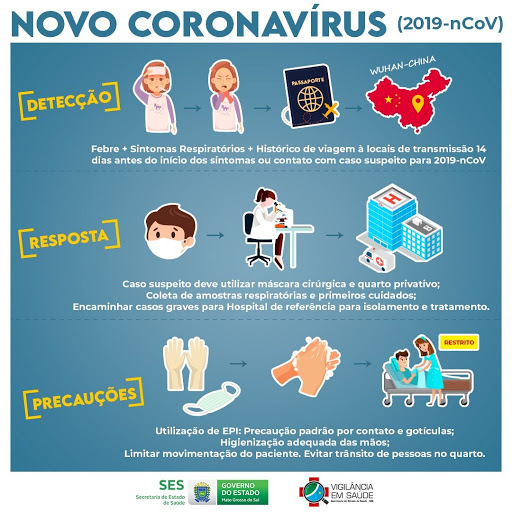 NOVO CORONAVÍRUS (2019-nCoV)
DETECÇÃO
PASSAPORTE
WUHAN-CHINA
Febre + Sintomas Respiratórios + Histórico de viagem à locais de transmissão 14
dias antes do início dos sintomas ou contato com caso suspeito para 2019-nCoV
RESPOSTA
H
Caso suspeito deve utilizar máscara cirúrgica e quarto privativo;
Coleta de amostras respiratórias e primeiros cuidados;
Encaminhar casos graves para Hospital de referência para isolamento e tratamento.
PRECAUÇÕES
RESTRITO
Utilização de EPI: Precaução padrão por contato e gotículas;
Higienização adequada das mãos;
Limitar movimentação do paciente. Evitar trânsito de pessoas no quarto.
SES
Secretaria de Estado
de Saúde
GOVERNO
DO ESTADO
Mato Grosso do Sul
VIGILÂNCIA
EM SAÚDE